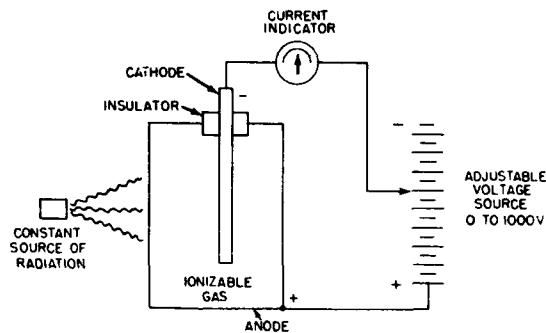 CURRENT
INDICATOR
CATHODE
-
INSULATOR
-
ADJUSTABLE
VOLTAGE
SOURCE
0 TO 1000V
CONSTANT
SOURCE OF
RADIATION
IONIZABLE
GAS
+
+
ANODE